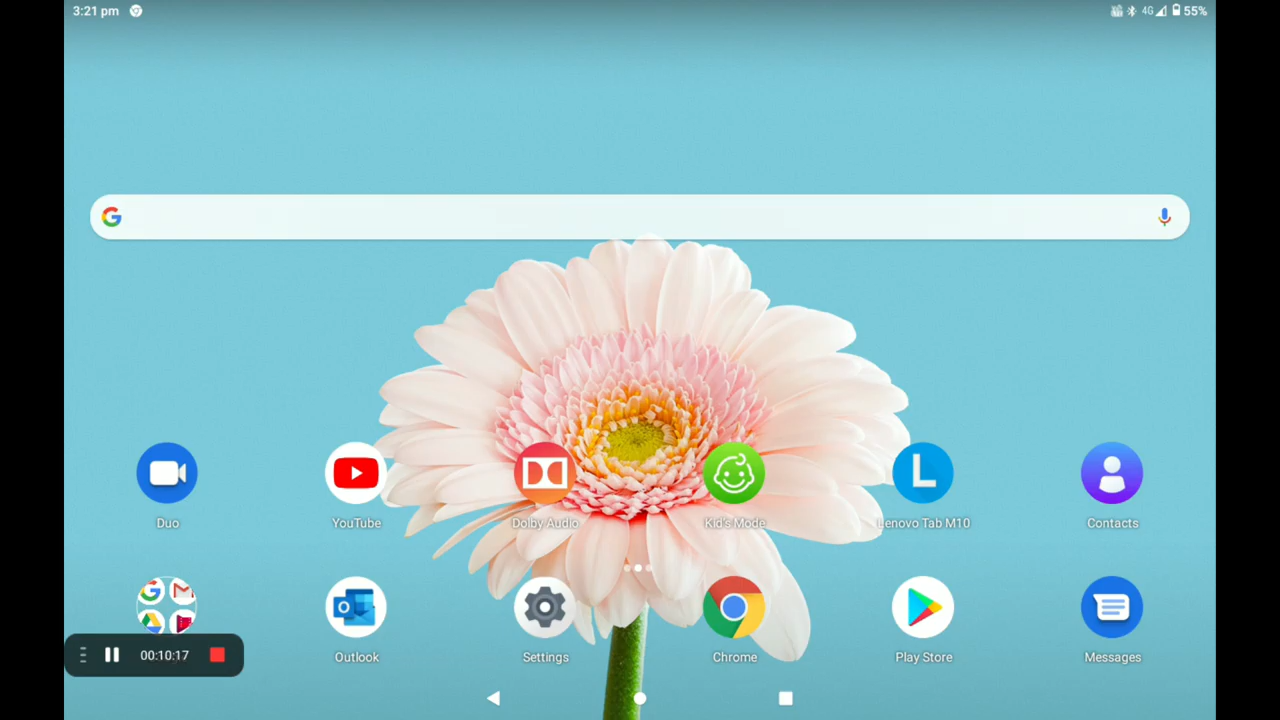 3:21 pm
4G 55%
Duo YouTube Dolby Audio Kid's Mode Lenovo Tab M10 Contacts
00:10:17
Outlook Settings Chrome Play Store Messages